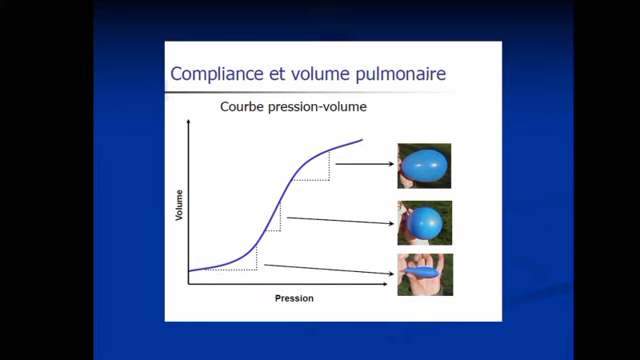 Compliance et volume pulmonaire
Courbe pression-volume
Volume
Pression